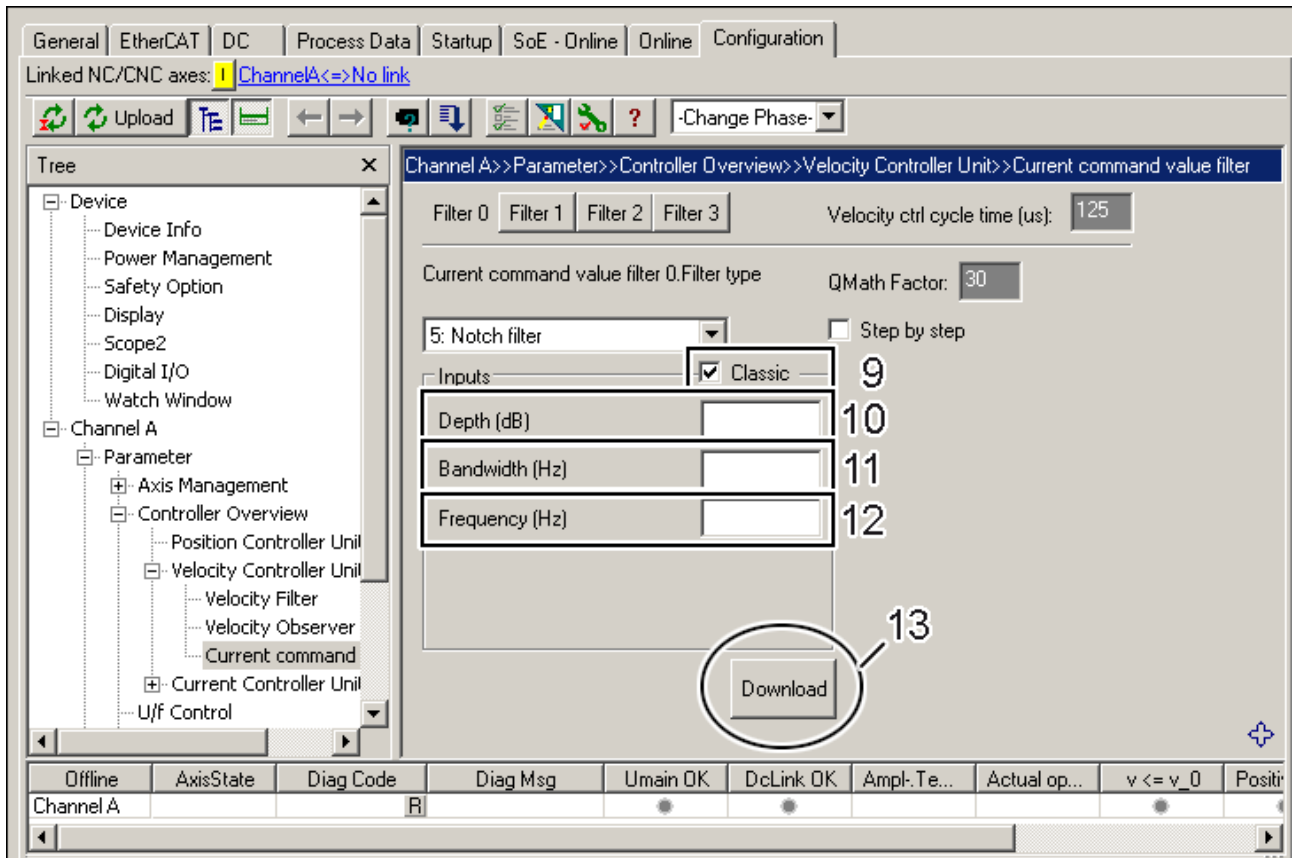 General EtherCAT DC Process Data Startup SoE - Online Online Configuration
Linked NC/CNC axes: I ChannelA<=>No link
Upload ? -Change Phase-
Tree ×
Device
Device Info
Power Management
Safety Option
Display
Scope2
Digital I/O
Watch Window
Channel A
Parameter
Axis Management
Controller Overview
Position Controller Unit
Velocity Controller Unit
Velocity Filter
Velocity Observer
Current command
Current Controller Unit
U/f Control
Channel A>>Parameter>>Controller Overview>>Velocity Controller Unit>>Current command value filter
Filter 0 Filter 1 Filter 2 Filter 3 Velocity ctrl cycle time (us): 125
Current command value filter 0.Filter type QMath Factor: 30
5: Notch filter Step by step
Inputs Classic 9
Depth (dB) 10
Bandwidth (Hz) 11
Frequency (Hz) 12
13
Download
Offline AxisState Diag Code Diag Msg Umain OK DcLink OK Ampl-.Te... Actual op... v <= v_0 Positiv
Channel A R